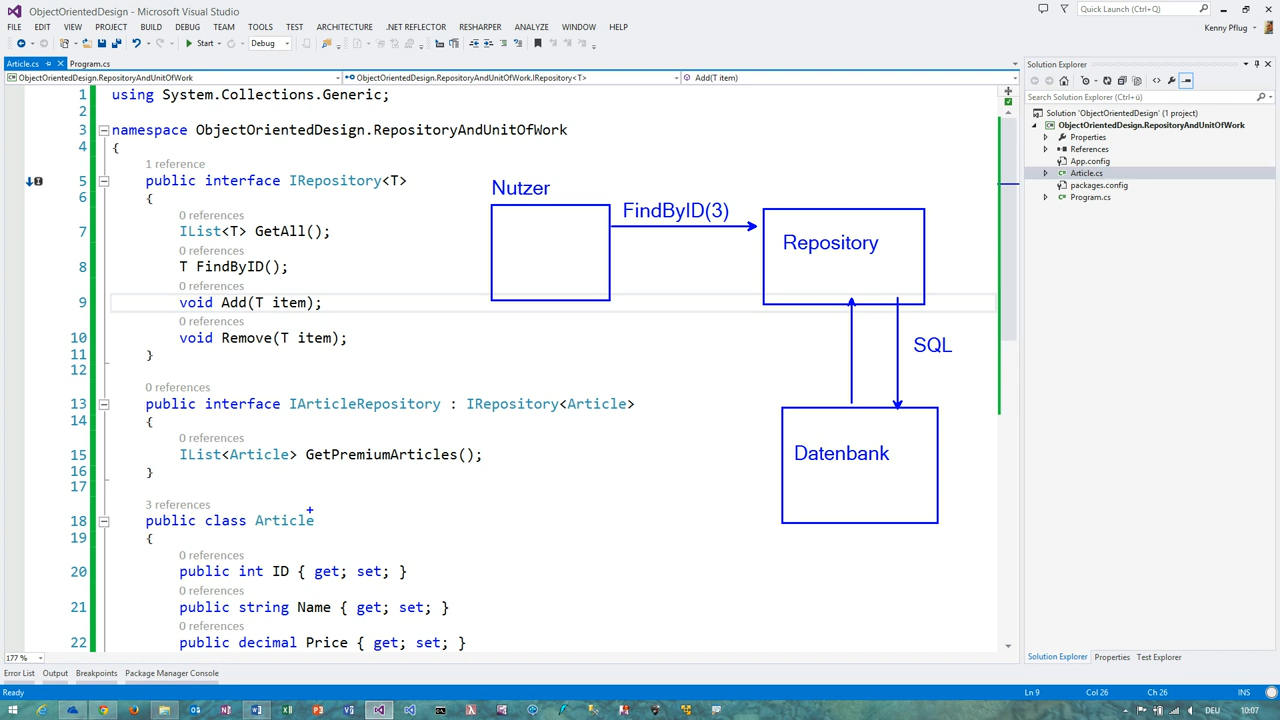 ObjectOrientedDesign - Microsoft Visual Studio
Quick Launch (Ctrl+Q)
FILE EDIT VIEW PROJECT BUILD DEBUG TEAM TOOLS TEST ARCHITECTURE .NET REFLECTOR RESHARPER ANALYZE WINDOW HELP
Kenny Pflug
Start Debug
Article.cs Program.cs
ObjectOrientedDesign.RepositoryAndUnitOfWork ObjectOrientedDesign.RepositoryAndUnitOfWork.IRepository<T> Add(T item)
1 using System.Collections.Generic;
2
3 namespace ObjectOrientedDesign.RepositoryAndUnitOfWork
4 {
1 reference
5 public interface IRepository<T>
6 {
0 references
7 IList<T> GetAll();
0 references
8 T FindByID();
0 references
9 void Add(T item);
0 references
10 void Remove(T item);
11 }
12
0 references
13 public interface IArticleRepository : IRepository<Article>
14 {
0 references
15 IList<Article> GetPremiumArticles();
16 }
17
3 references
18 public class Article
19 {
0 references
20 public int ID { get; set; }
0 references
21 public string Name { get; set; }
0 references
22 public decimal Price { get; set; }
Nutzer
FindByID(3)
Repository
SQL
Datenbank
Solution Explorer
Search Solution Explorer (Ctrl+ü)
Solution 'ObjectOrientedDesign' (1 project)
ObjectOrientedDesign.RepositoryAndUnitOfWork
Properties
References
App.config
Article.cs
packages.config
Program.cs
177 %
Solution Explorer Properties Test Explorer
Error List Output Breakpoints Package Manager Console
Ready Ln 9 Col 26 Ch 26 INS
DEU 10:07